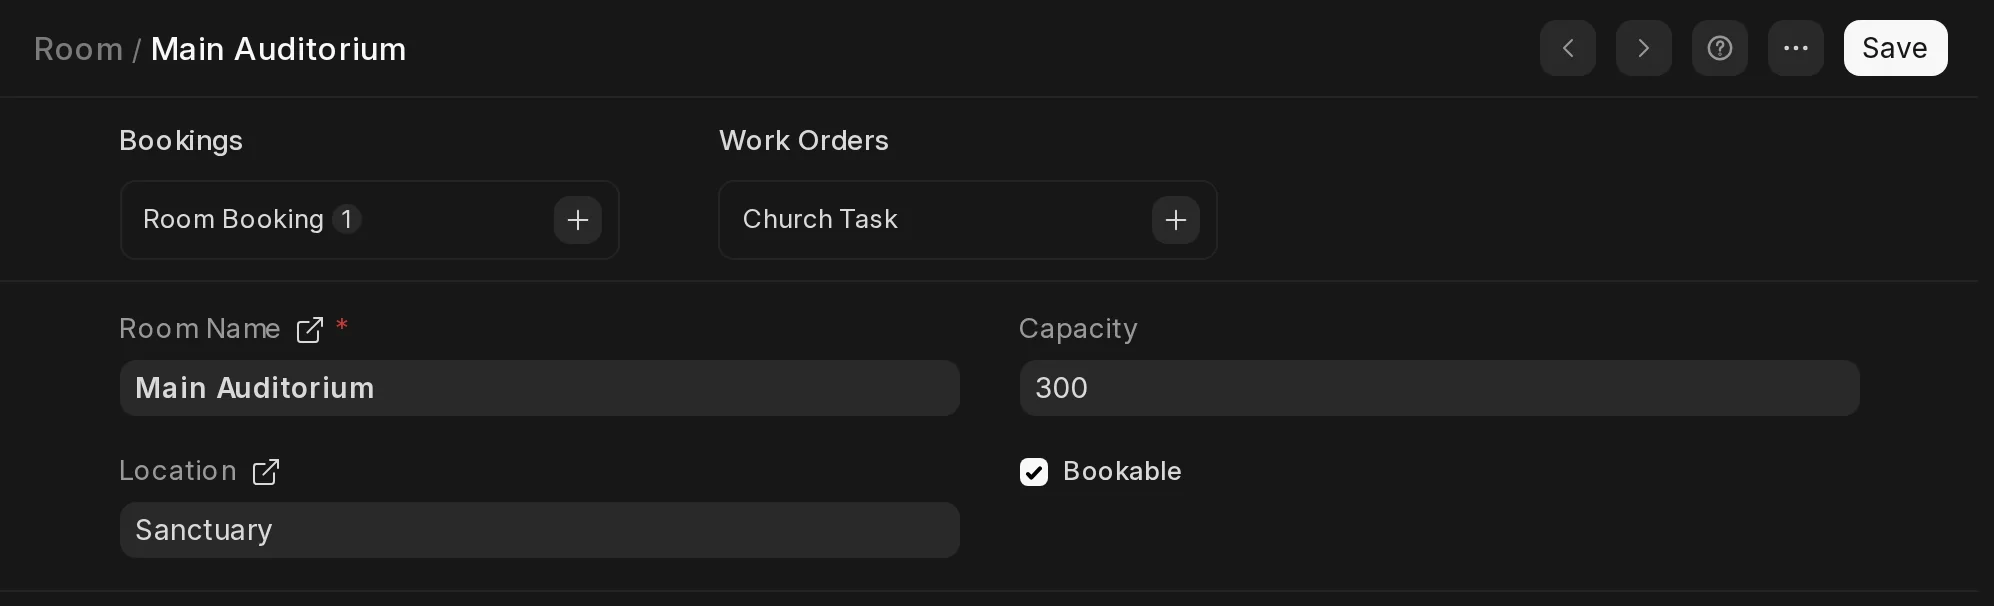 Room / Main Auditorium
Save
Bookings
Work Orders
Room Booking 1
Church Task
Room Name *
Capacity
Main Auditorium
300
Location
Bookable
Sanctuary